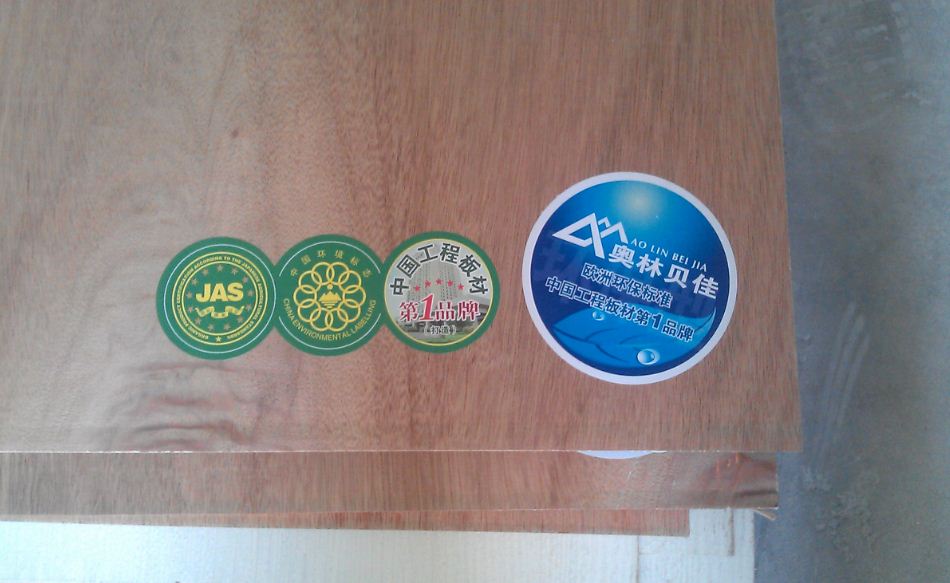 JAS
中国环境标志
CHINA ENVIRONMENTAL LABELLING
中国工程板材
第1品牌
AO LIN BEI JIA
奥林贝佳
欧洲环保标准
中国工程板材第1品牌